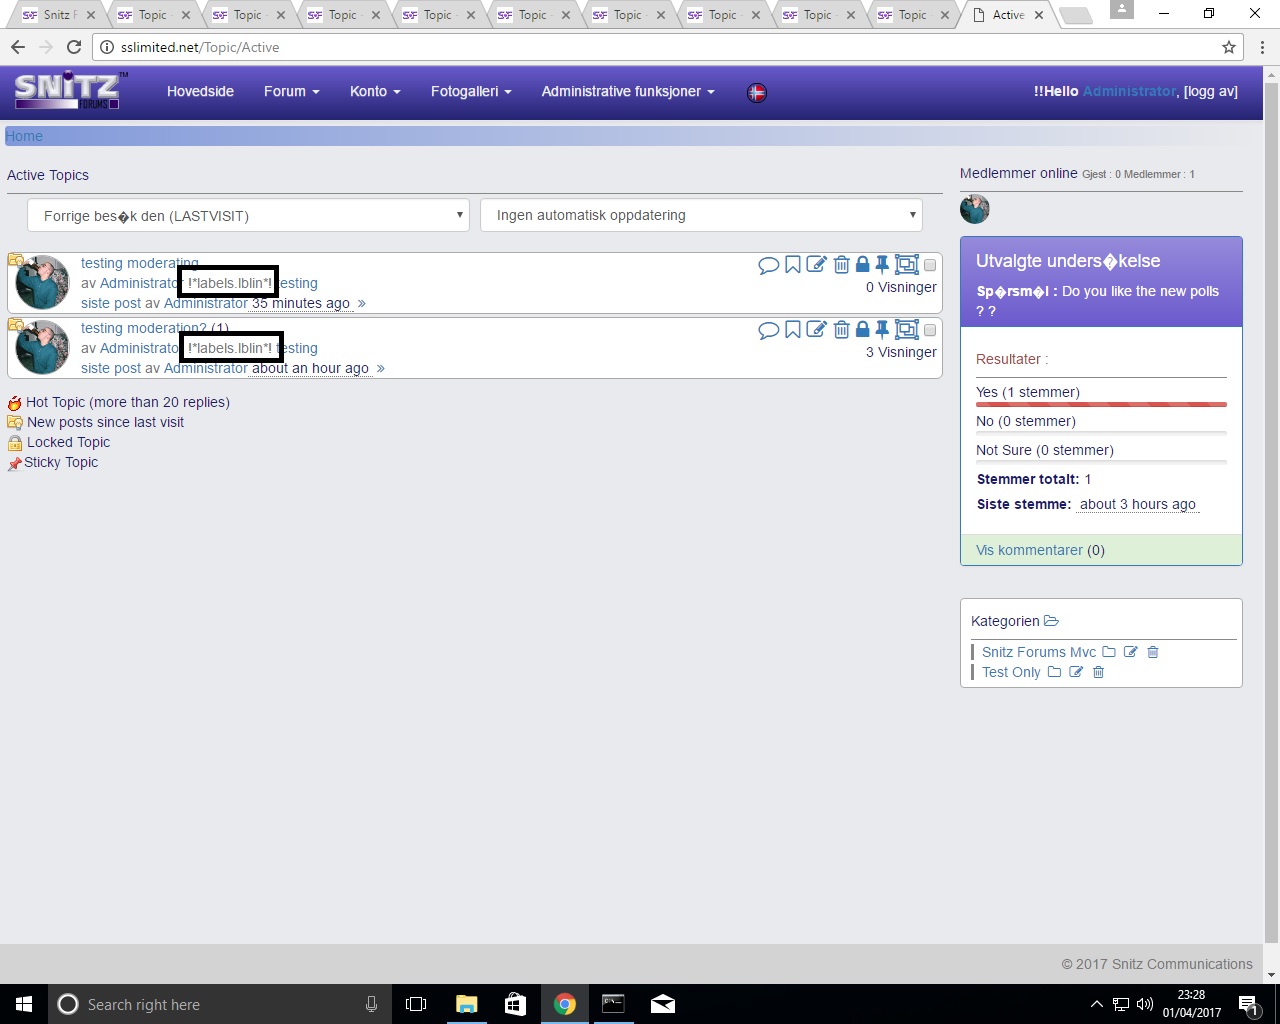 Snitz F
Topic -
Topic -
Topic -
Topic -
Topic -
Topic -
Topic -
Topic -
Topic -
Active
sslimited.net/Topic/Active
SNiTZ™ FORUMS
Hovedside Forum Konto Fotogalleri Administrative funksjoner
!!Hello Administrator, [logg av]
Home
Active Topics
Forrige bes�k den (LASTVISIT)
Ingen automatisk oppdatering
testing moderating
av Administrator !*labels.lblin*! testing
siste post av Administrator 35 minutes ago »
0 Visninger
testing moderation? (1)
av Administrator !*labels.lblin*! testing
siste post av Administrator about an hour ago »
3 Visninger
Hot Topic (more than 20 replies)
New posts since last visit
Locked Topic
Sticky Topic
Medlemmer online Gjest : 0 Medlemmer : 1
Utvalgte unders�kelse
Sp�rsm�l : Do you like the new polls
? ?
Resultater :
Yes (1 stemmer)
No (0 stemmer)
Not Sure (0 stemmer)
Stemmer totalt: 1
Siste stemme: about 3 hours ago
Vis kommentarer (0)
Kategorien
Snitz Forums Mvc
Test Only
© 2017 Snitz Communications
Search right here
23:28
01/04/2017
1